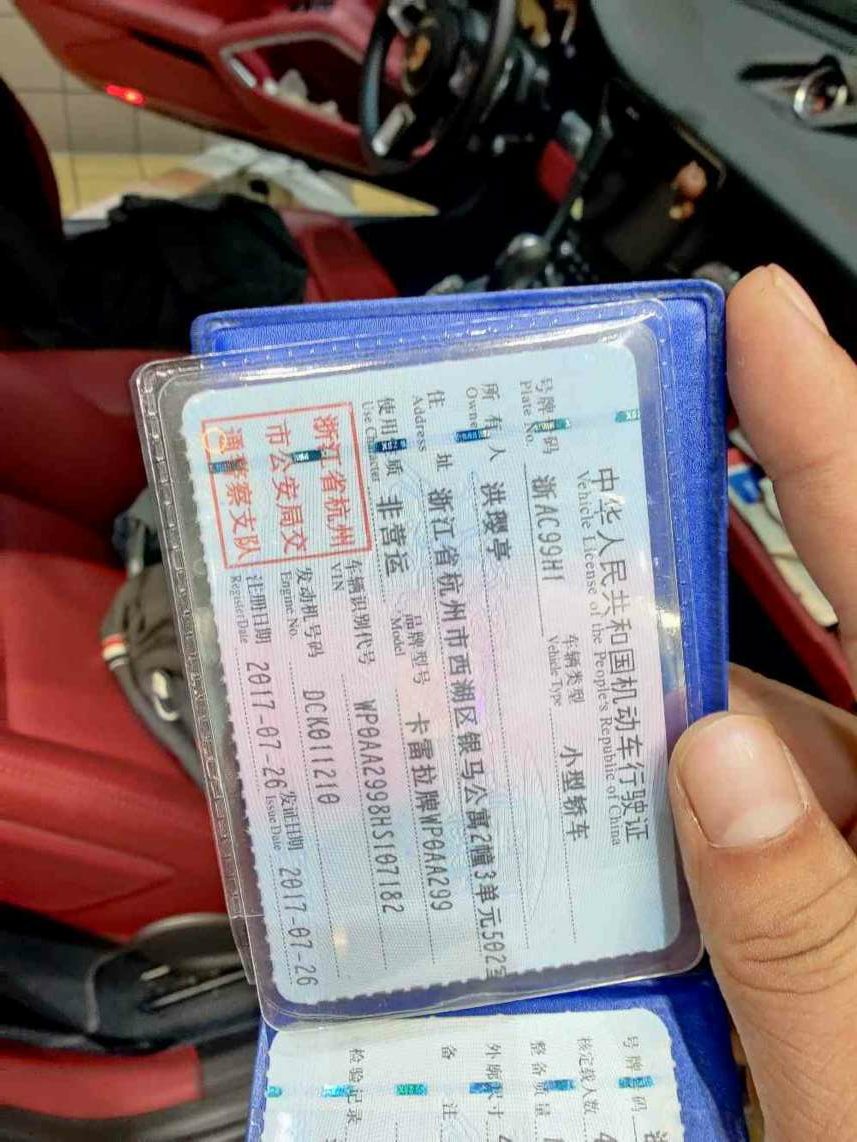 中华人民共和国机动车行驶证
Vehicle License of the People's Republic of China
号牌号码 浙AC99H1 车辆类型 小型轿车
Plate No. Vehicle Type
所有人 洪璎亭
Owner
住址 浙江省杭州市西湖区银马公寓2幢3单元502室
Address
使用性质 非营运 品牌型号 卡雷拉牌WP0AA299
Use Character Model
浙江省杭州
市公安局交
通警察支队
车辆识别代号 WP0AA2998HS107182
VIN
发动机号码 DCK011210
Engine No.
注册日期 2017-07-26 发证日期 2017-07-26
Register Date Issue Date
号牌号码
核定载人数 4
整备质量
外廓尺寸
备注
检验记录